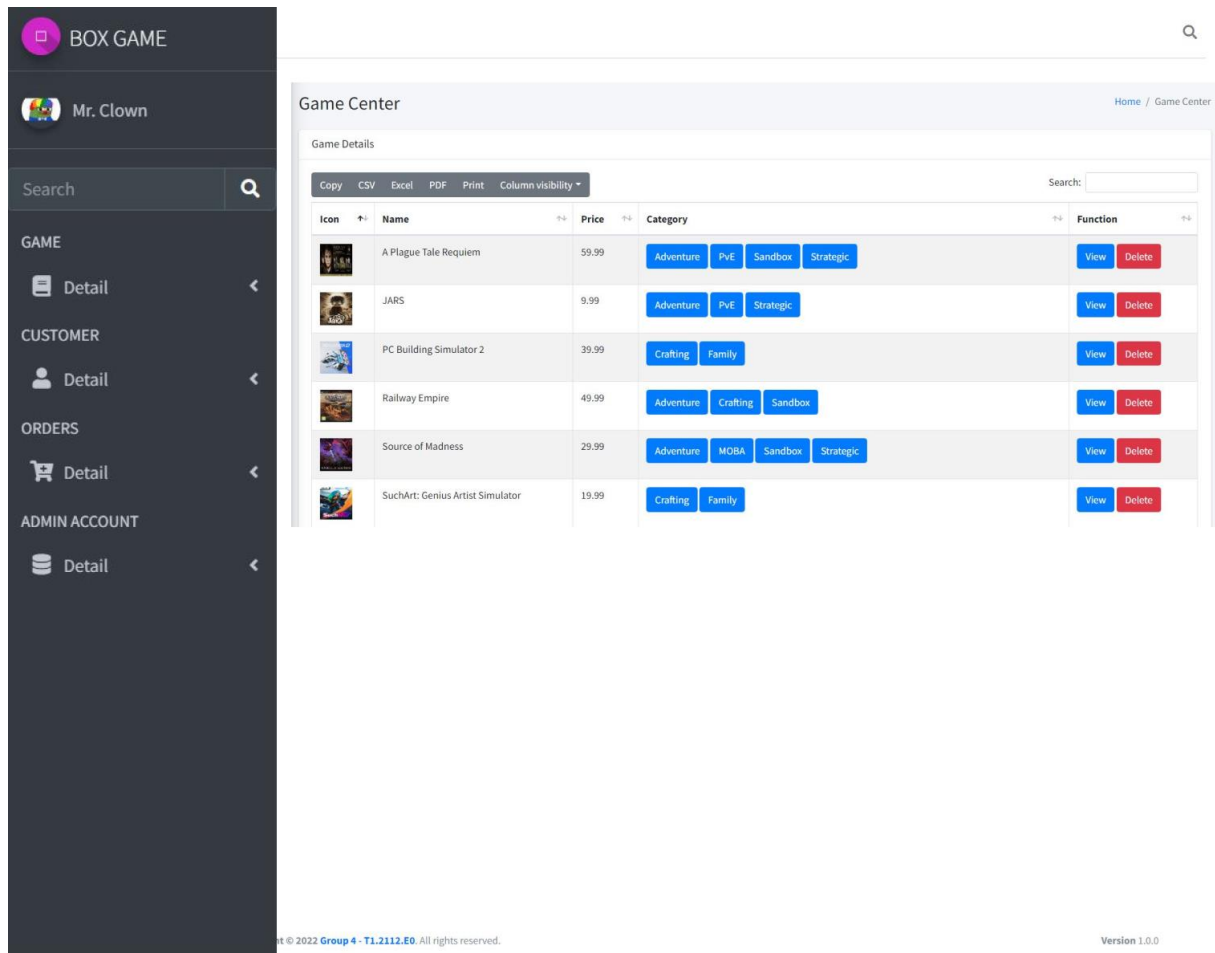 BOX GAME
Mr. Clown
Search
GAME
Detail
CUSTOMER
Detail
ORDERS
Detail
ADMIN ACCOUNT
Detail
Game Center
Home / Game Center
Game Details
Copy CSV Excel PDF Print Column visibility
Search:
Icon Name Price Category Function
A Plague Tale Requiem 59.99 Adventure PvE Sandbox Strategic View Delete
JARS 9.99 Adventure PvE Strategic View Delete
PC Building Simulator 2 39.99 Crafting Family View Delete
Railway Empire 49.99 Adventure Crafting Sandbox View Delete
Source of Madness 29.99 Adventure MOBA Sandbox Strategic View Delete
SuchArt: Genius Artist Simulator 19.99 Crafting Family View Delete
© 2022 Group 4 - T1.2112.E0. All rights reserved.
Version 1.0.0